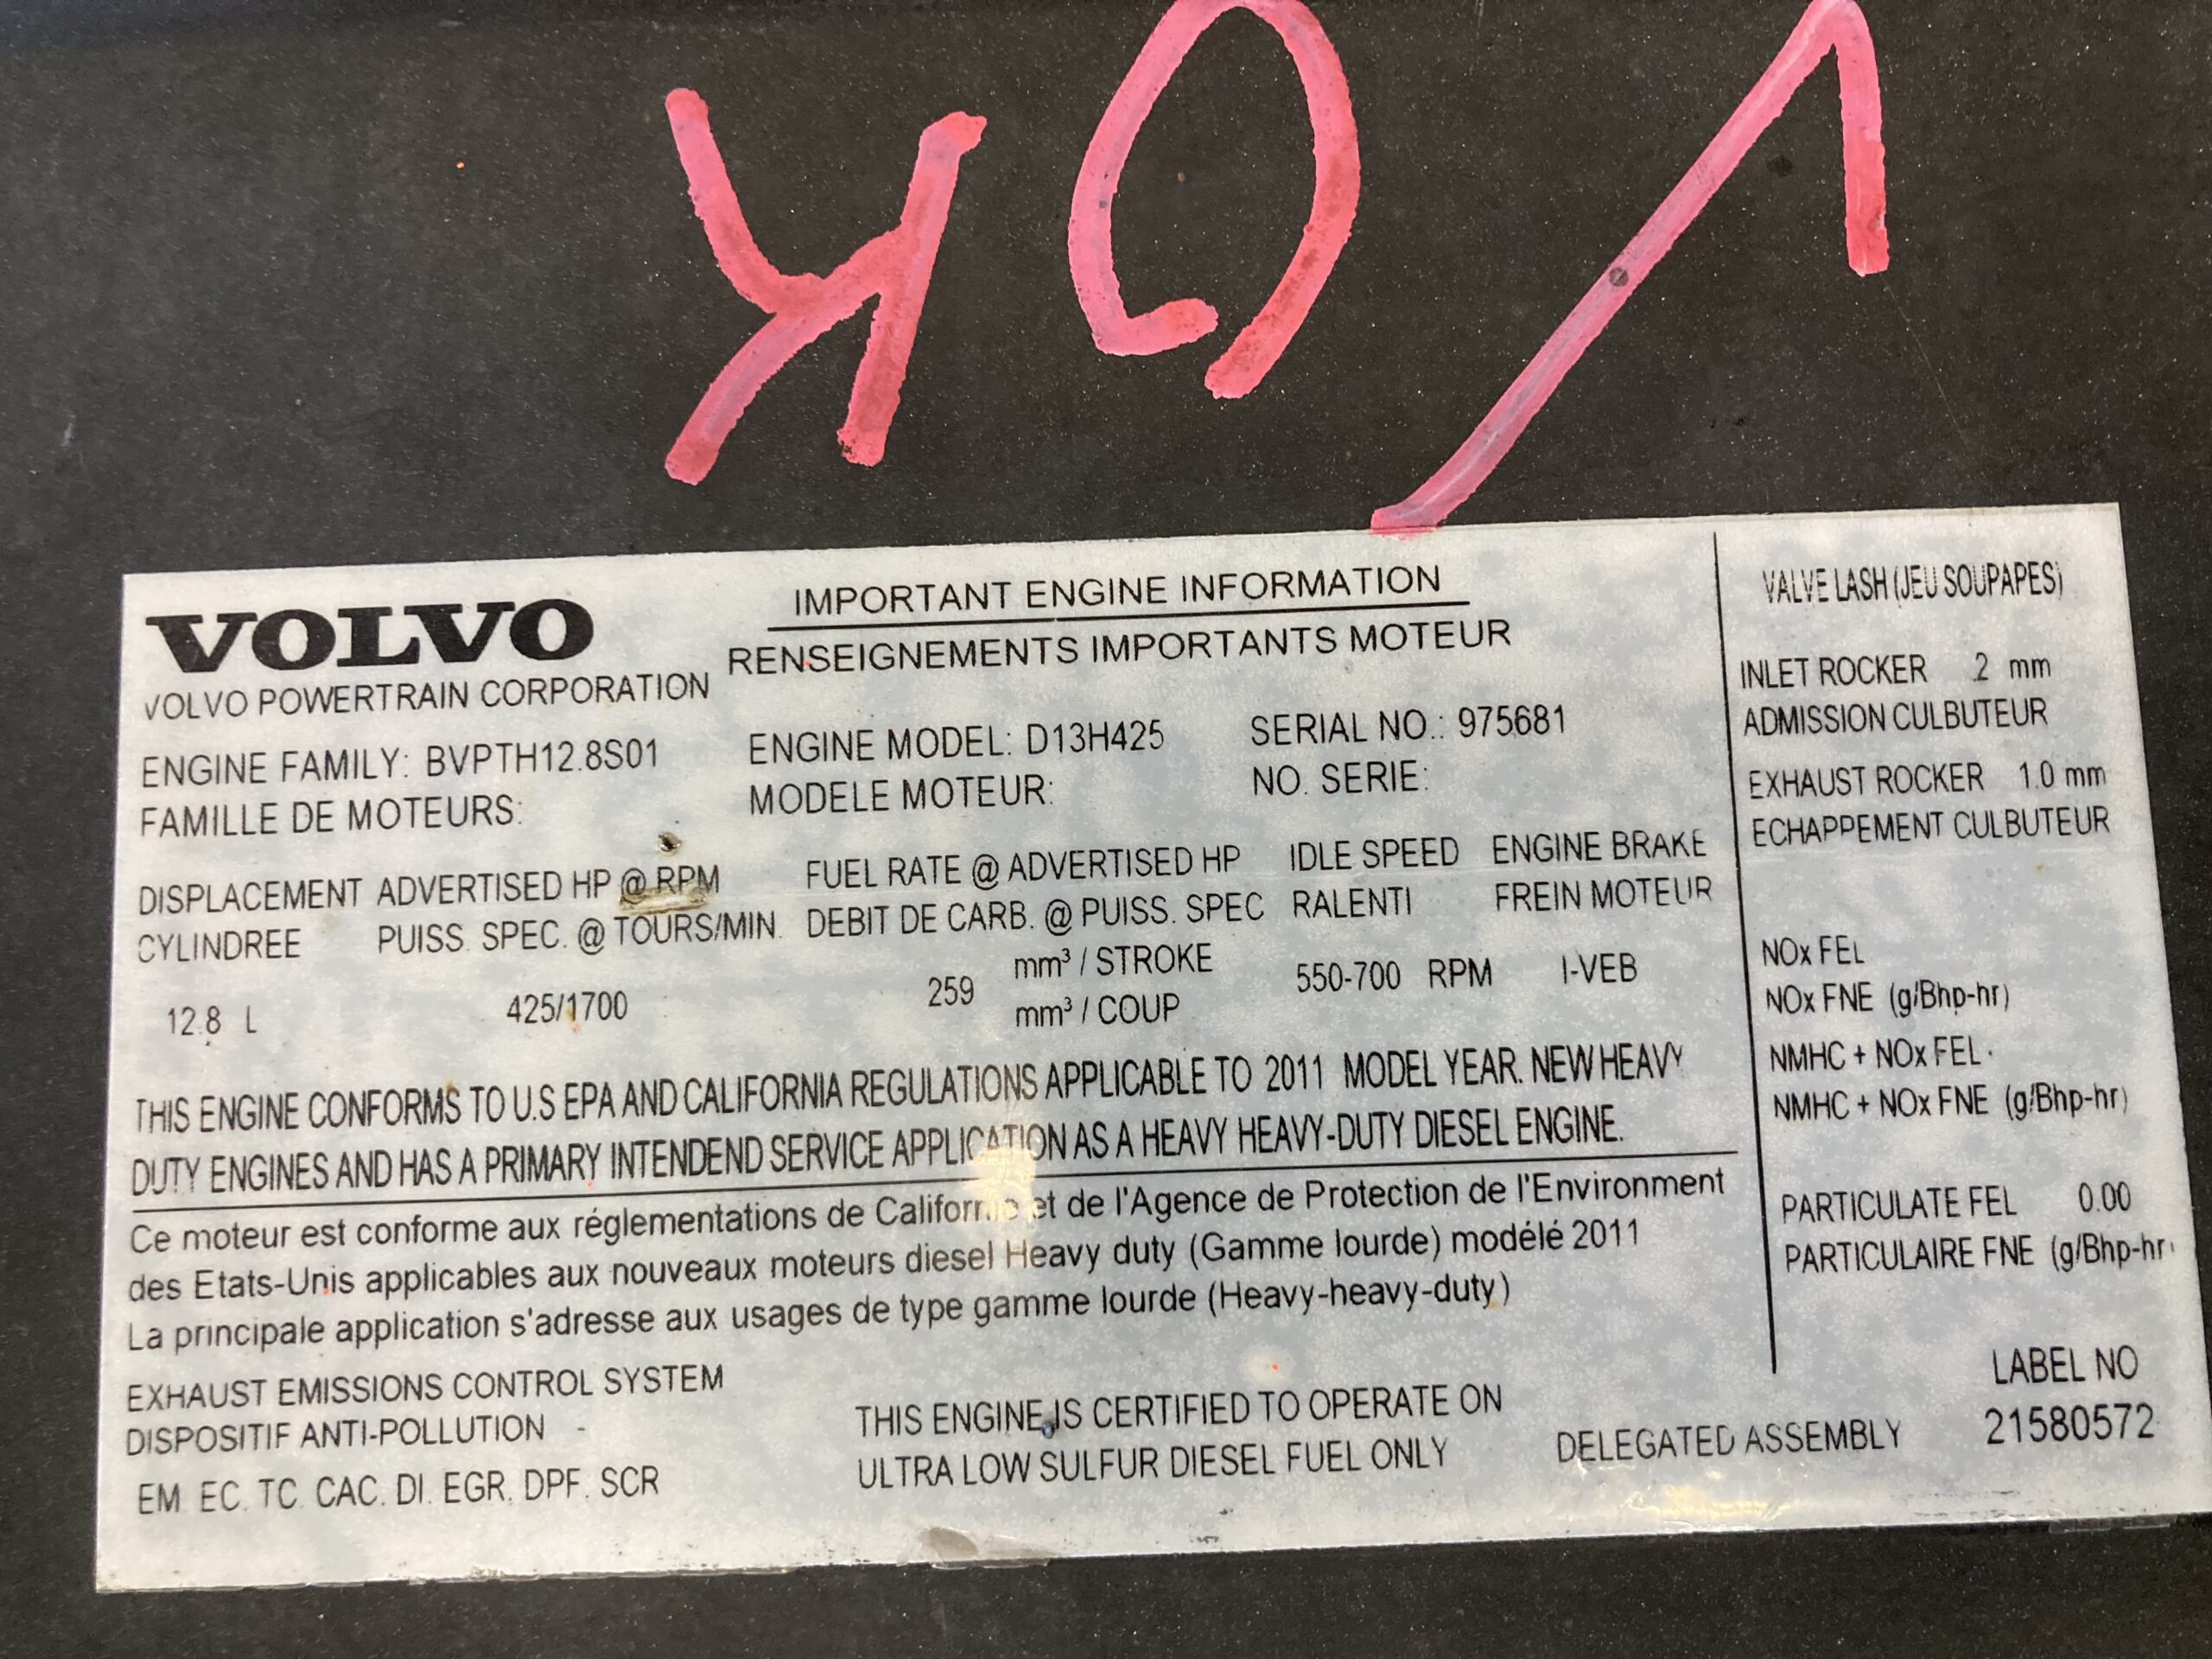 OK ✓
VOLVO
VOLVO POWERTRAIN CORPORATION
IMPORTANT ENGINE INFORMATION
RENSEIGNEMENTS IMPORTANTS MOTEUR
ENGINE FAMILY: BVPTH12.8S01
FAMILLE DE MOTEURS:
ENGINE MODEL: D13H425
MODELE MOTEUR:
SERIAL NO.: 975681
NO. SERIE:
DISPLACEMENT
CYLINDREE
12.8 L
ADVERTISED HP @ RPM
PUISS. SPEC. @ TOURS/MIN.
425/1700
FUEL RATE @ ADVERTISED HP
DEBIT DE CARB. @ PUISS. SPEC
259
mm³ / STROKE
mm³ / COUP
IDLE SPEED
RALENTI
550-700 RPM
ENGINE BRAKE
FREIN MOTEUR
I-VEB
THIS ENGINE CONFORMS TO U.S EPA AND CALIFORNIA REGULATIONS APPLICABLE TO 2011 MODEL YEAR. NEW HEAVY
DUTY ENGINES AND HAS A PRIMARY INTENDEND SERVICE APPLICATION AS A HEAVY HEAVY-DUTY DIESEL ENGINE.
Ce moteur est conforme aux réglementations de Californie et de l'Agence de Protection de l'Environment
des Etats-Unis applicables aux nouveaux moteurs diesel Heavy duty (Gamme lourde) modélé 2011
La principale application s'adresse aux usages de type gamme lourde (Heavy-heavy-duty)
EXHAUST EMISSIONS CONTROL SYSTEM
DISPOSITIF ANTI-POLLUTION
EM. EC. TC. CAC. DI. EGR. DPF. SCR
THIS ENGINE IS CERTIFIED TO OPERATE ON
ULTRA LOW SULFUR DIESEL FUEL ONLY
DELEGATED ASSEMBLY
VALVE LASH (JEU SOUPAPES)
INLET ROCKER .2 mm
ADMISSION CULBUTEUR
EXHAUST ROCKER 1.0 mm
ECHAPPEMENT CULBUTEUR
NOx FEL
NOx FNE (g/Bhp-hr)
NMHC + NOx FEL
NMHC + NOx FNE (g/Bhp-hr)
PARTICULATE FEL 0.00
PARTICULAIRE FNE (g/Bhp-hr)
LABEL NO
21580572